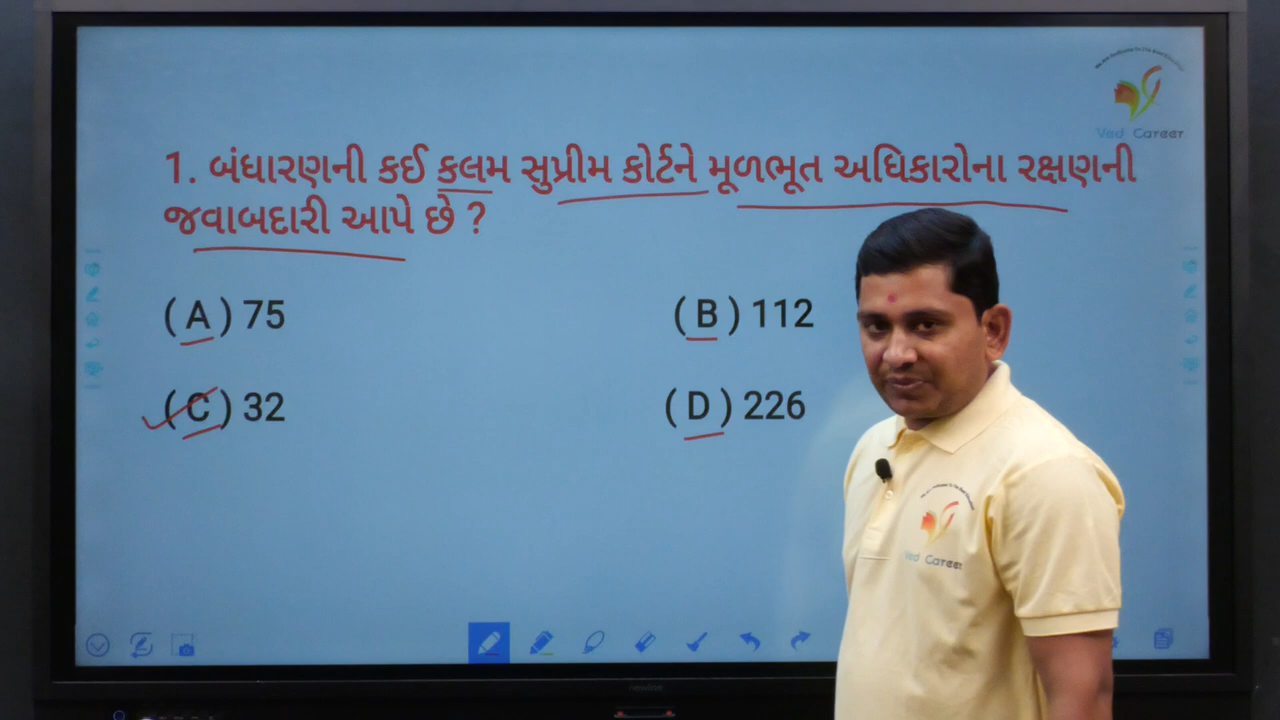 Ved Career
1. બંધારણની કઈ કલમ સુપ્રીમ કોર્ટને મૂળભૂત અધિકારોના રક્ષણની
જવાબદારી આપે છે ?
( A ) 75
( B ) 112
( C ) 32
( D ) 226
Ved Career
newline